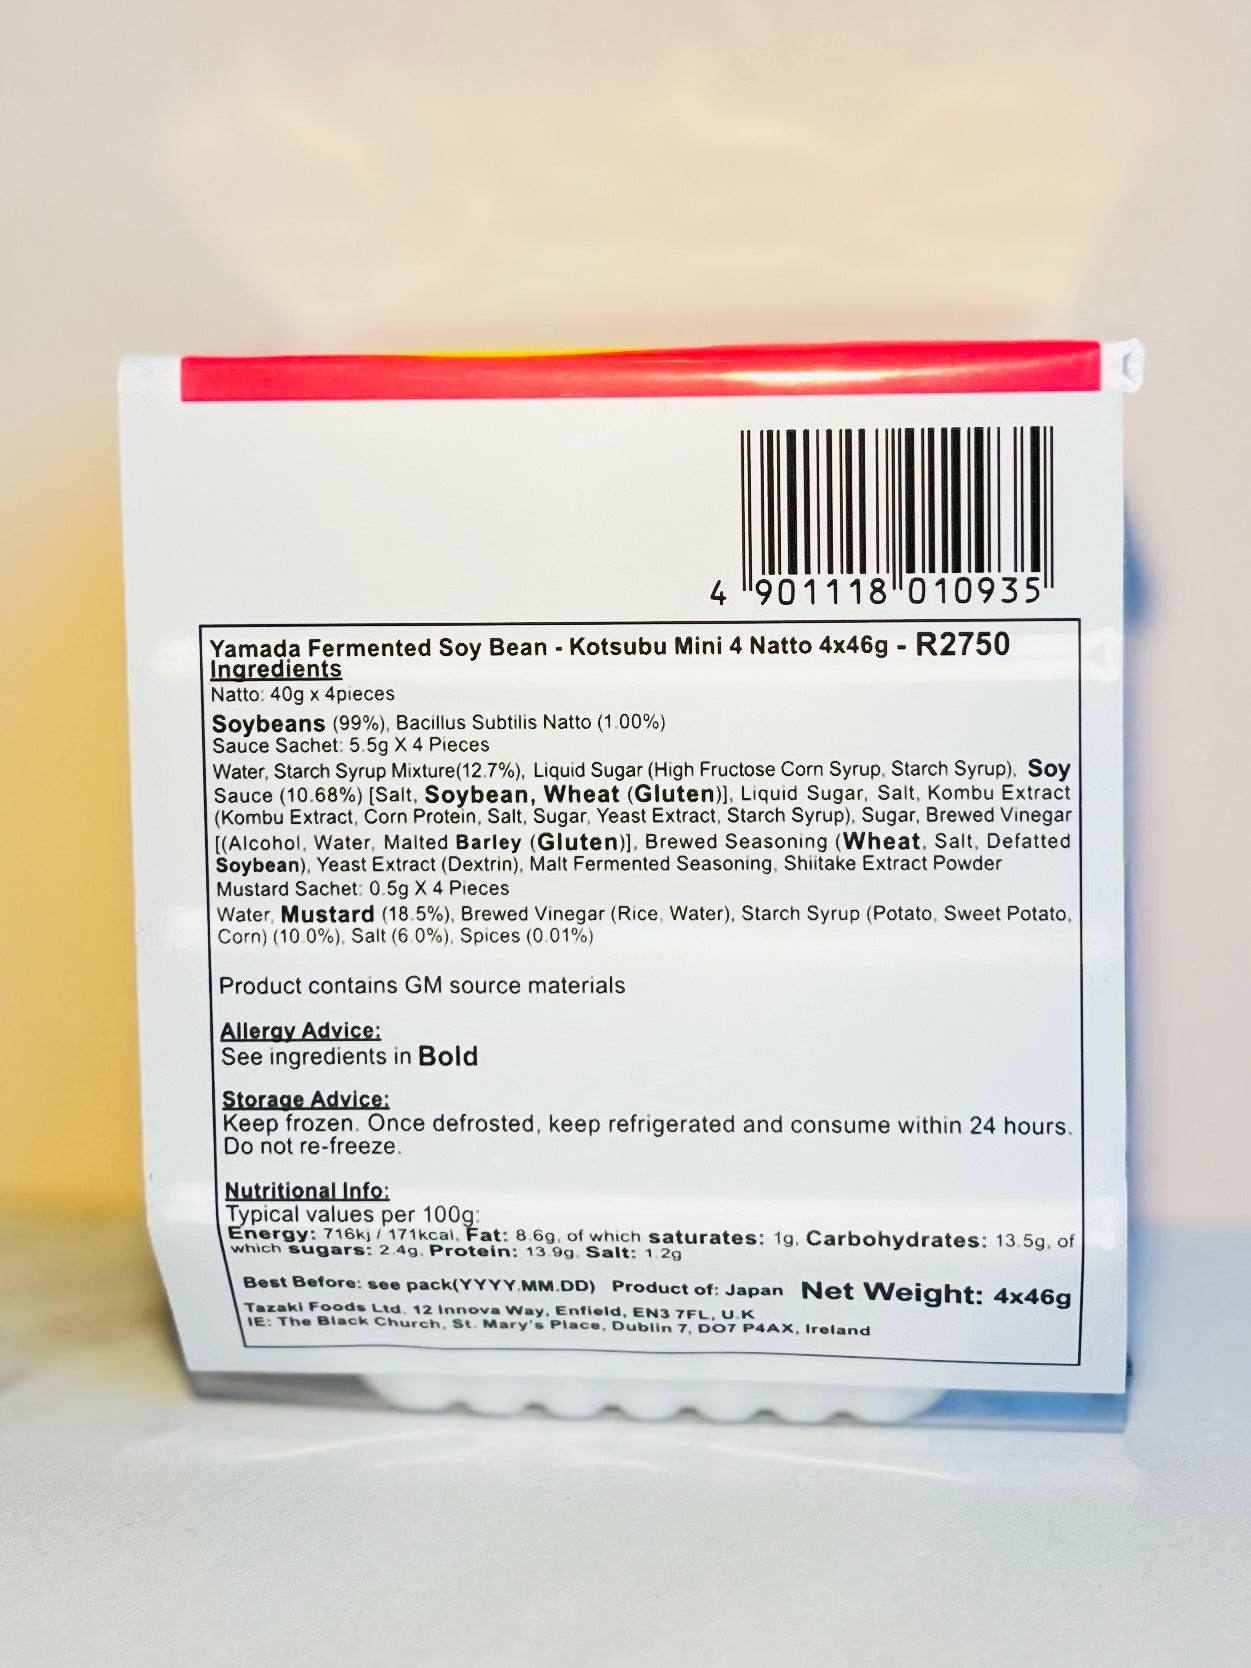 4 901118 010935
Yamada Fermented Soy Bean - Kotsubu Mini 4 Natto 4x46g - R2750
Ingredients
Natto: 40g x 4pieces
Soybeans (99%), Bacillus Subtilis Natto (1.00%)
Sauce Sachet: 5.5g X 4 Pieces
Water, Starch Syrup Mixture(12.7%), Liquid Sugar (High Fructose Corn Syrup, Starch Syrup), Soy
Sauce (10.68%) [Salt, Soybean, Wheat (Gluten)], Liquid Sugar, Salt, Kombu Extract
(Kombu Extract, Corn Protein, Salt, Sugar, Yeast Extract, Starch Syrup), Sugar, Brewed Vinegar
[(Alcohol, Water, Malted Barley (Gluten)], Brewed Seasoning (Wheat, Salt, Defatted
Soybean), Yeast Extract (Dextrin), Malt Fermented Seasoning, Shiitake Extract Powder
Mustard Sachet: 0.5g X 4 Pieces
Water, Mustard (18.5%), Brewed Vinegar (Rice, Water), Starch Syrup (Potato, Sweet Potato,
Corn) (10.0%), Salt (6.0%), Spices (0.01%)
Product contains GM source materials
Allergy Advice:
See ingredients in Bold
Storage Advice:
Keep frozen. Once defrosted, keep refrigerated and consume within 24 hours.
Do not re-freeze.
Nutritional Info:
Typical values per 100g:
Energy: 716kj / 171kcal, Fat: 8.6g, of which saturates: 1g, Carbohydrates: 13.5g, of
which sugars: 2.4g, Protein: 13.9g, Salt: 1.2g
Best Before: see pack(YYYY.MM.DD) Product of: Japan Net Weight: 4x46g
Tazaki Foods Ltd. 12 Innova Way, Enfield, EN3 7FL, U.K
IE: The Black Church, St. Mary's Place, Dublin 7, DO7 P4AX, Ireland